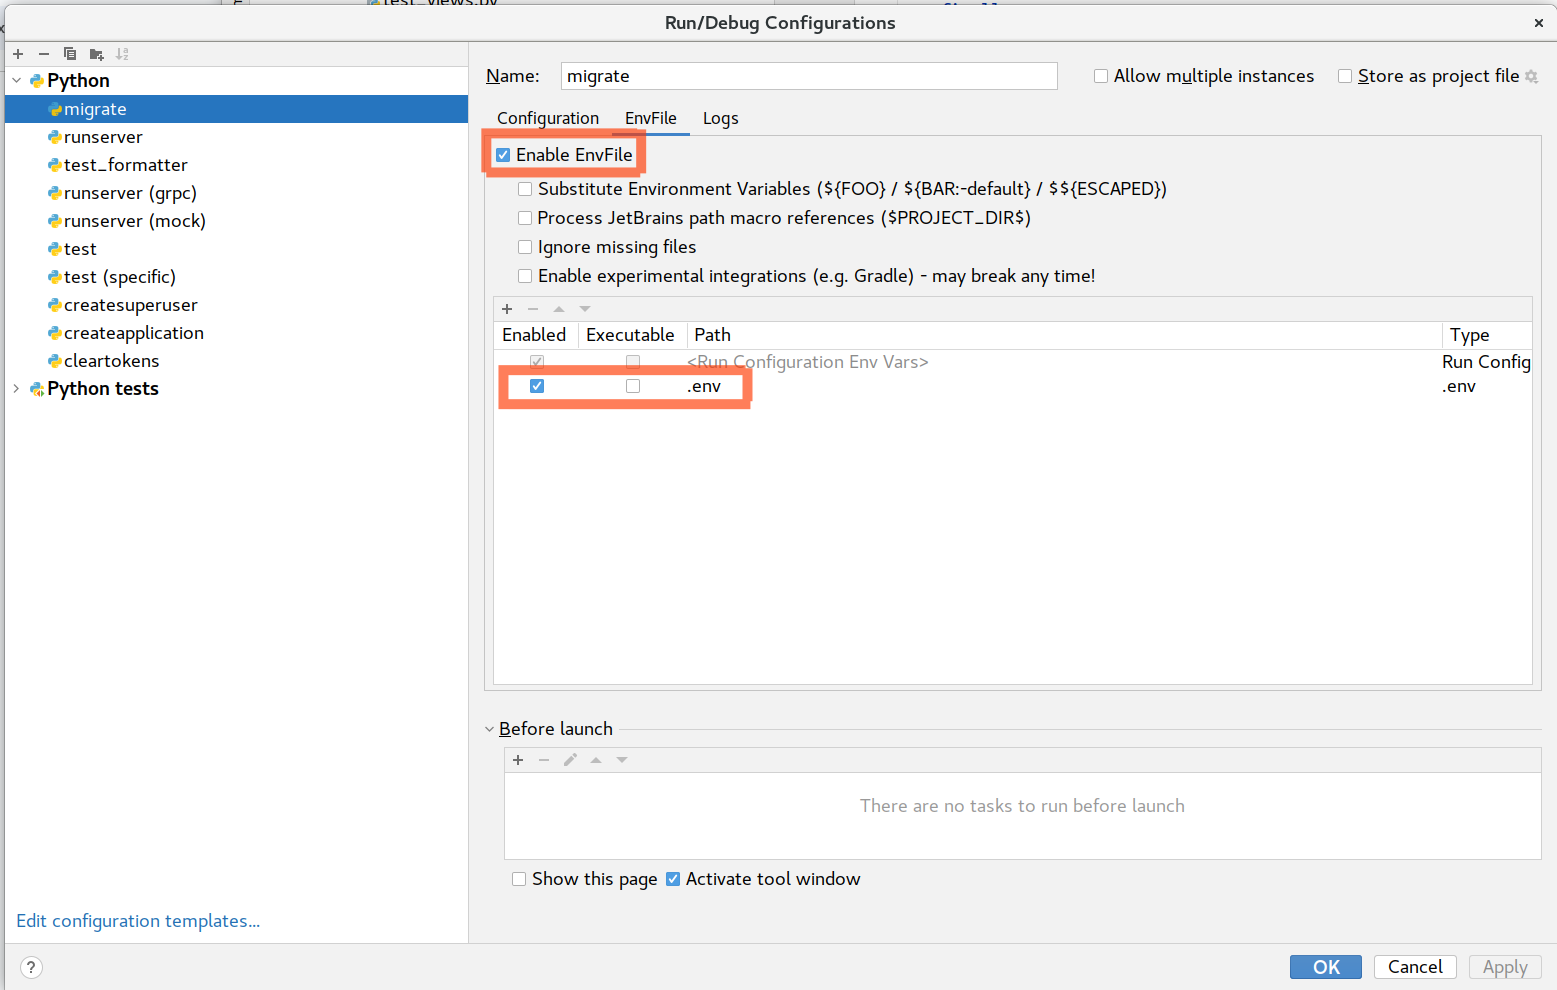 test_views.py
Run/Debug Configurations
Python
migrate
runserver
test_formatter
runserver (grpc)
runserver (mock)
test
test (specific)
createsuperuser
createapplication
cleartokens
Python tests
Edit configuration templates...
Name: migrate
Allow multiple instances
Store as project file
Configuration EnvFile Logs
Enable EnvFile
Substitute Environment Variables (${FOO} / ${BAR:-default} / $${ESCAPED})
Process JetBrains path macro references ($PROJECT_DIR$)
Ignore missing files
Enable experimental integrations (e.g. Gradle) - may break any time!
Enabled Executable Path Type
<Run Configuration Env Vars> Run Config
.env .env
Before launch
There are no tasks to run before launch
Show this page Activate tool window
? OK Cancel Apply